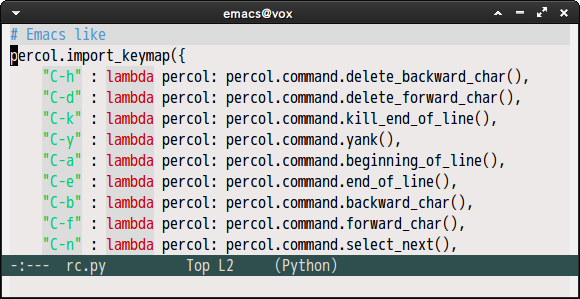 emacs@vox
# Emacs like
percol.import_keymap({
    "C-h" : lambda percol: percol.command.delete_backward_char(),
    "C-d" : lambda percol: percol.command.delete_forward_char(),
    "C-k" : lambda percol: percol.command.kill_end_of_line(),
    "C-y" : lambda percol: percol.command.yank(),
    "C-a" : lambda percol: percol.command.beginning_of_line(),
    "C-e" : lambda percol: percol.command.end_of_line(),
    "C-b" : lambda percol: percol.command.backward_char(),
    "C-f" : lambda percol: percol.command.forward_char(),
    "C-n" : lambda percol: percol.command.select_next(),
-:--- rc.py Top L2 (Python)